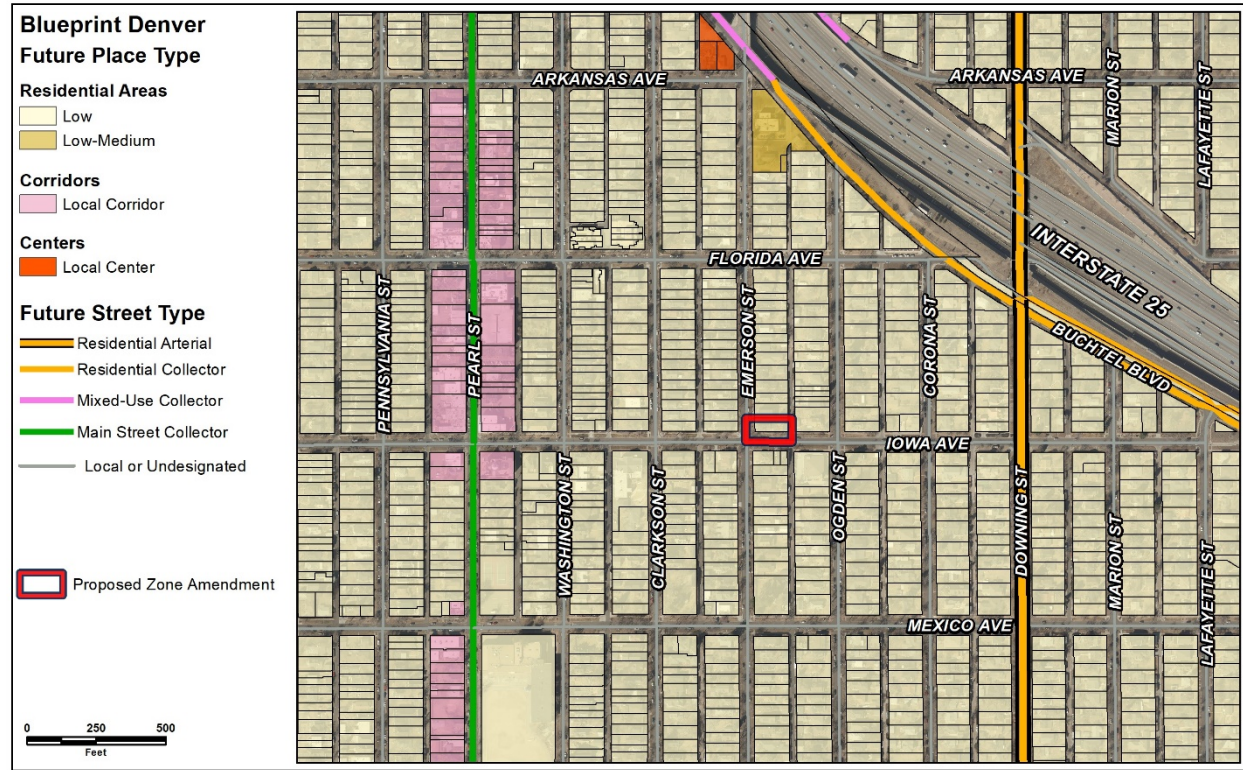 Blueprint Denver
Future Place Type
Residential Areas
Low
Low-Medium
Corridors
Local Corridor
Centers
Local Center
Future Street Type
Residential Arterial
Residential Collector
Mixed-Use Collector
Main Street Collector
Local or Undesignated
Proposed Zone Amendment
0 250 500
Feet
ARKANSAS AVE
ARKANSAS AVE
MARION ST
LAFAYETTE ST
FLORIDA AVE
INTERSTATE 25
PENNSYLVANIA ST
PEARL ST
EMERSON ST
CORONA ST
BUCHTEL BLVD
IOWA AVE
WASHINGTON ST
CLARKSON ST
OGDEN ST
DOWNING ST
MARION ST
LAFAYETTE ST
MEXICO AVE